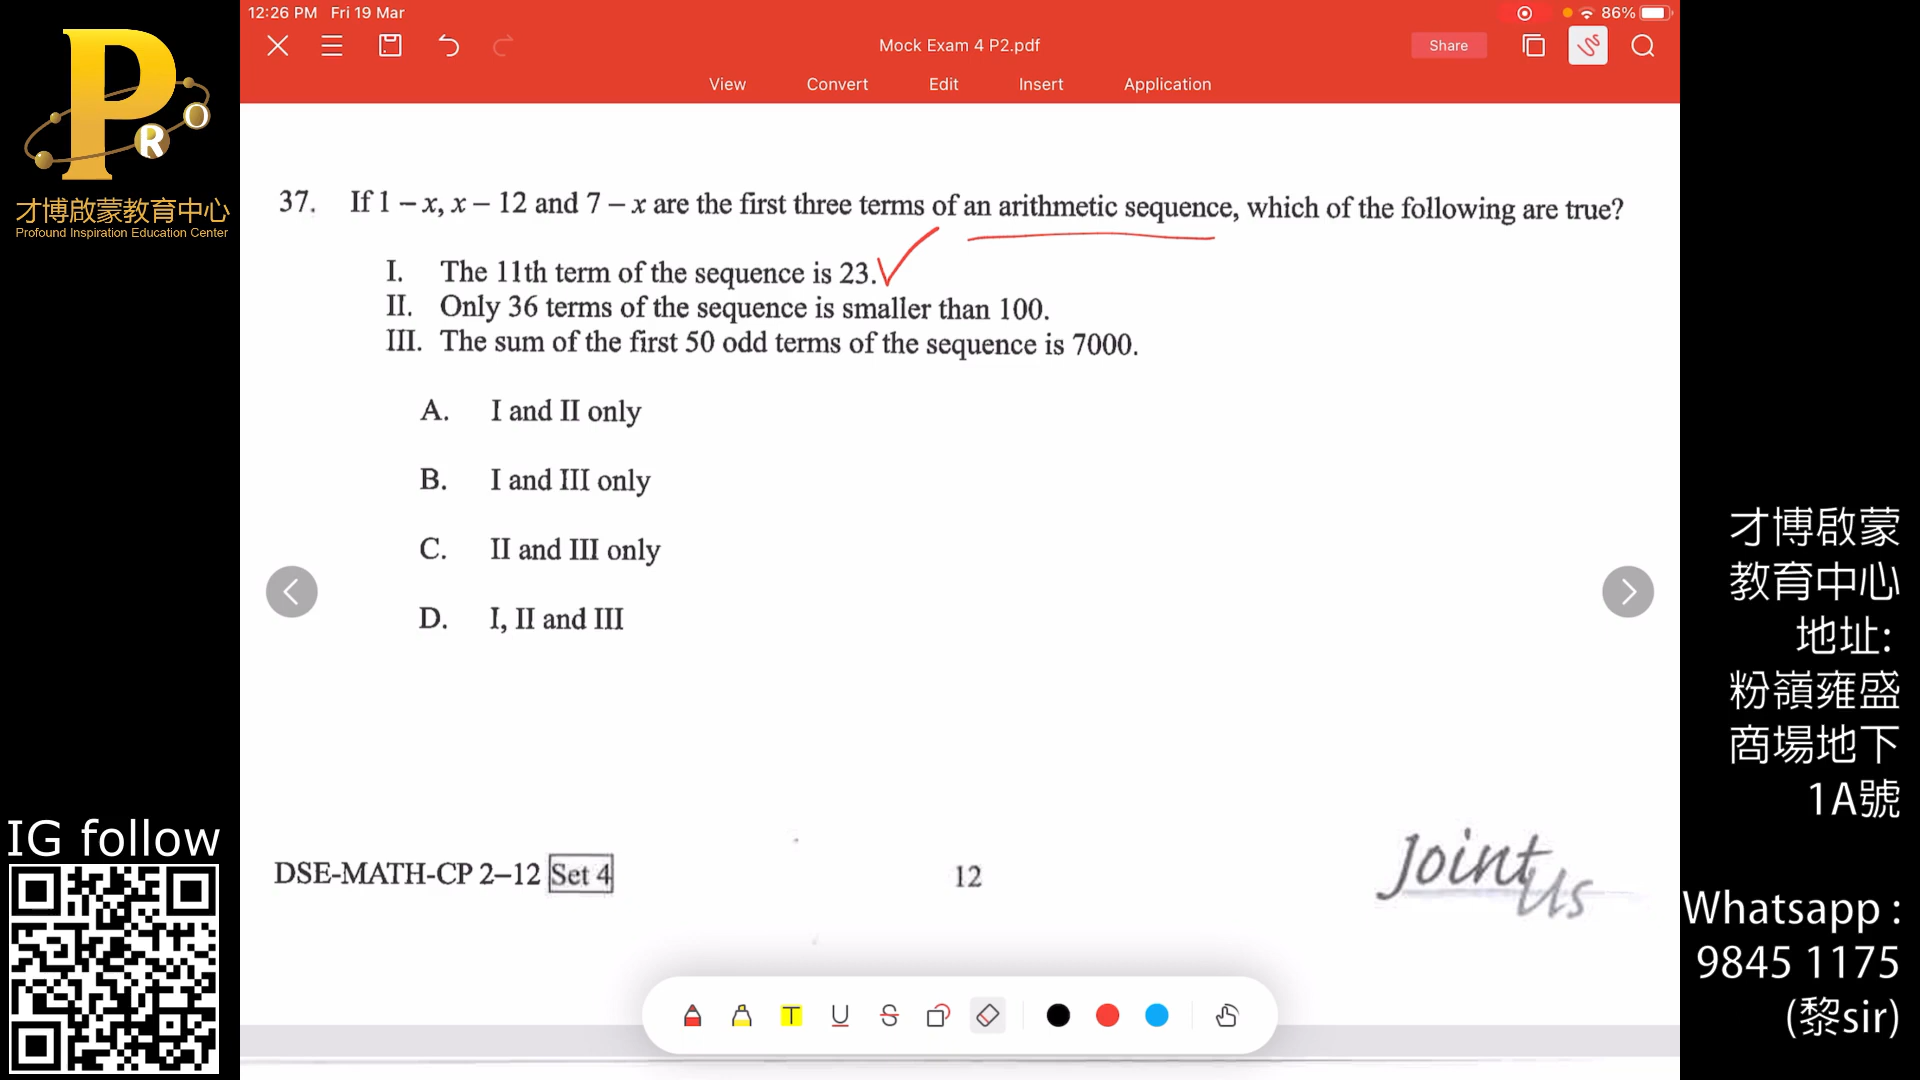 12:26 PM Fri 19 Mar
86%
Mock Exam 4 P2.pdf
Share
View Convert Edit Insert Application
P R O
才博啟蒙教育中心
Profound Inspiration Education Center
37. If 1 – x, x – 12 and 7 – x are the first three terms of an arithmetic sequence, which of the following are true?
I. The 11th term of the sequence is 23.
II. Only 36 terms of the sequence is smaller than 100.
III. The sum of the first 50 odd terms of the sequence is 7000.
A. I and II only
B. I and III only
C. II and III only
D. I, II and III
DSE-MATH-CP 2–12 Set 4
12
Joint Us
T U S
IG follow
才博啟蒙
教育中心
地址:
粉嶺雍盛
商場地下
1A號
Whatsapp :
9845 1175
(黎sir)